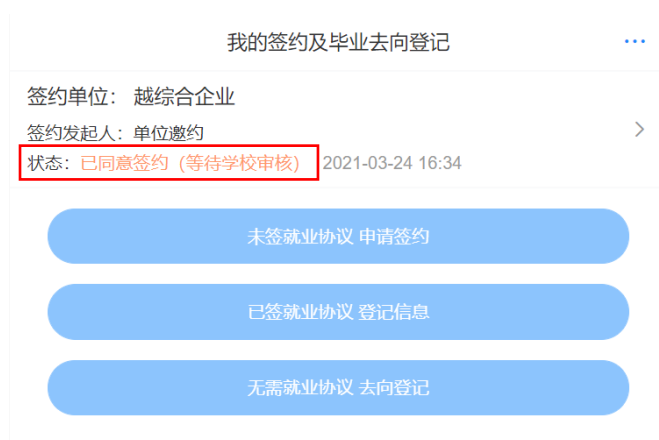 我的签约及毕业去向登记
签约单位： 越综合企业
签约发起人：单位邀约
状态：已同意签约（等待学校审核） 2021-03-24 16:34
未签就业协议 申请签约
已签就业协议 登记信息
无需就业协议 去向登记